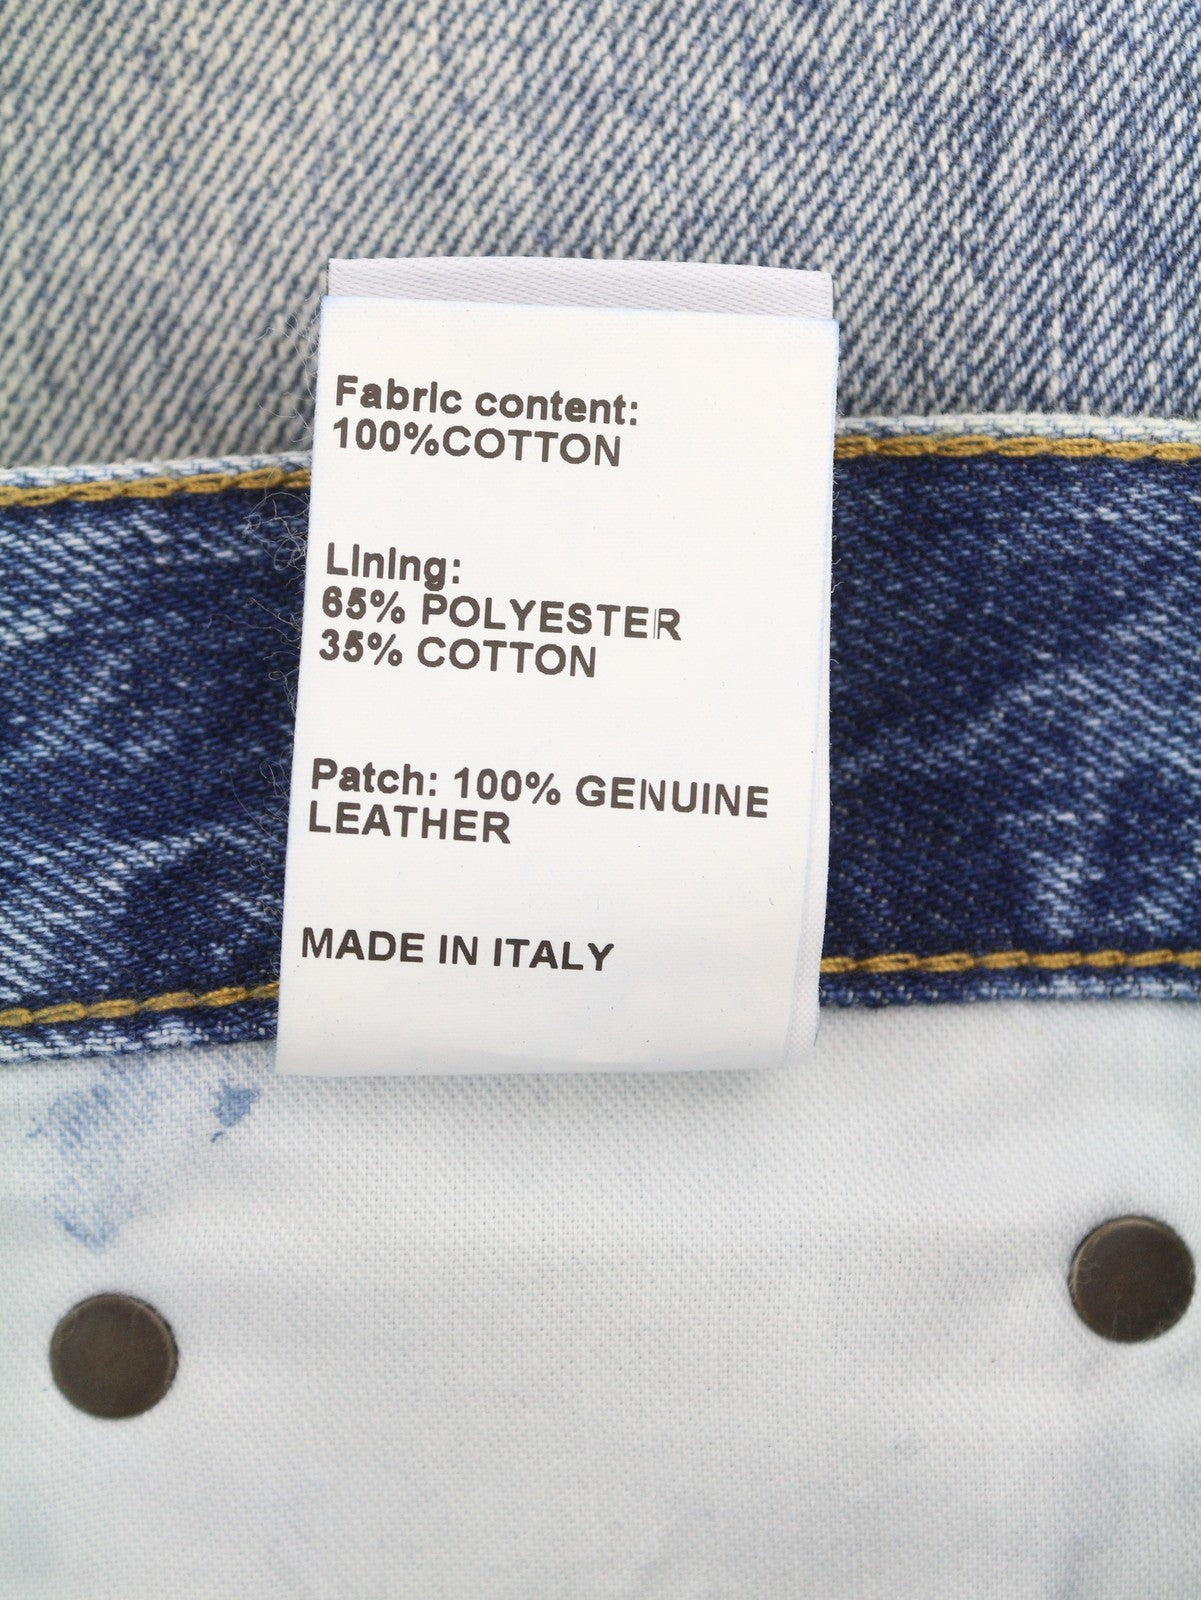 Fabric content:
100%COTTON
Lining:
65% POLYESTER
35% COTTON
Patch: 100% GENUINE
LEATHER
MADE IN ITALY